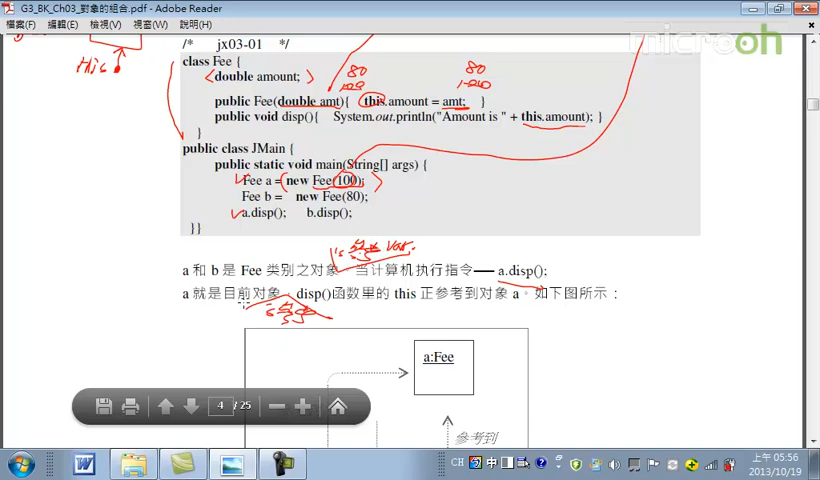 G3_BK_Ch03_對象的組合.pdf - Adobe Reader
檔案(F) 編輯(E) 檢視(V) 視窗(W) 說明(H)
microoh
/* jx03-01 */
This
class Fee {
double amount;
80
80
public Fee(double amt){ this.amount = amt; }
public void disp(){ System.out.println("Amount is " + this.amount); }
}
public class JMain {
public static void main(String[] args) {
Fee a = new Fee(100);
Fee b = new Fee(80);
a.disp(); b.disp();
}}
a 和 b 是 Fee 类别之对象。当计算机执行指令── a.disp();
a 就是目前对象，disp()函数里的 this 正参考到对象 a。如下图所示：
a:Fee
參考到
4 / 25
CH 中
上午 05:56
2013/10/19